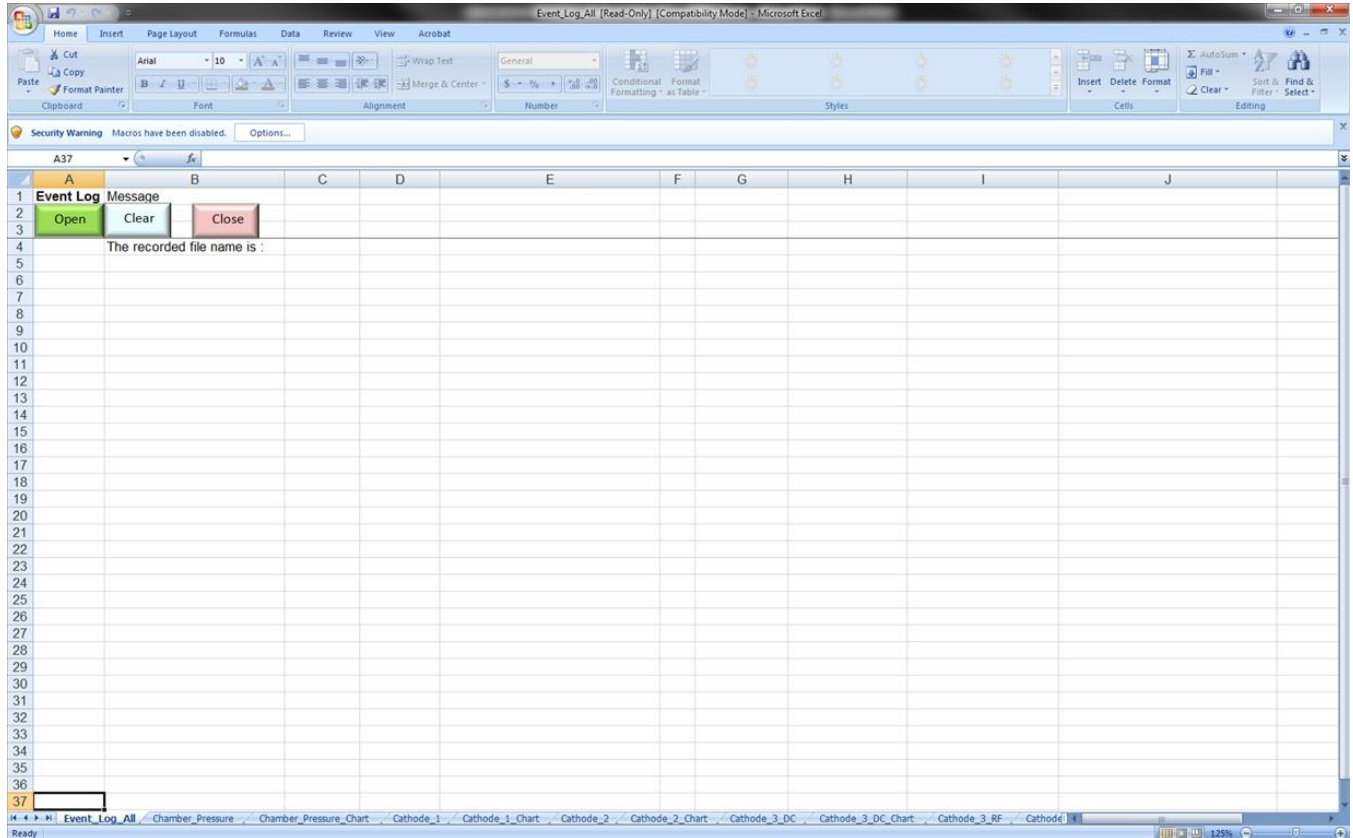 Event_Log_All [Read-Only] [Compatibility Mode] - Microsoft Excel
Home Insert Page Layout Formulas Data Review View Acrobat
Paste
Cut
Copy
Format Painter
Clipboard
Arial 10
B I U
Font
Wrap Text
Merge & Center
Alignment
General
$ % ,
Number
Conditional Formatting
Format as Table
Styles
Insert Delete Format
Cells
Σ AutoSum
Fill
Clear
Sort & Filter
Find & Select
Editing
Security Warning Macros have been disabled. Options...
A37 fx
A B C D E F G H I J
1 Event Log Message
2 Open Clear Close
3
4 The recorded file name is :
5
6
7
8
9
10
11
12
13
14
15
16
17
18
19
20
21
22
23
24
25
26
27
28
29
30
31
32
33
34
35
36
37
Event_Log_All Chamber_Pressure Chamber_Pressure_Chart Cathode_1 Cathode_1_Chart Cathode_2 Cathode_2_Chart Cathode_3_DC Cathode_3_DC_Chart Cathode_3_RF Cathode
Ready 125%